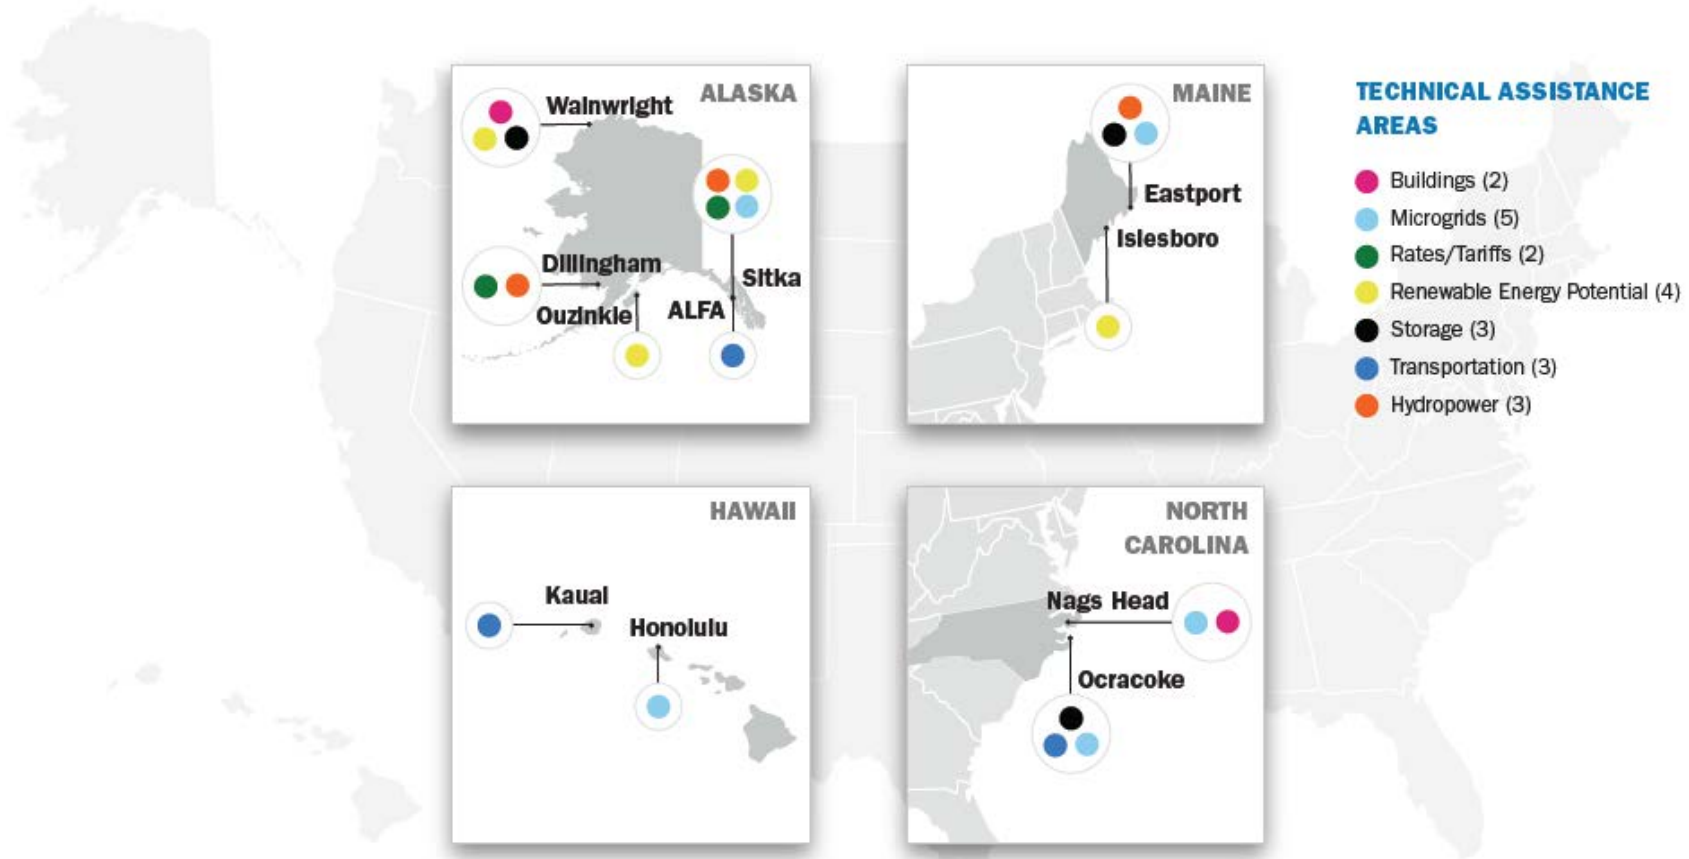 ALASKA
Wainwright
Dillingham
Ouzinkie
ALFA
Sitka
MAINE
Eastport
Islesboro
TECHNICAL ASSISTANCE
AREAS
Buildings (2)
Microgrids (5)
Rates/Tariffs (2)
Renewable Energy Potential (4)
Storage (3)
Transportation (3)
Hydropower (3)
HAWAII
Kauai
Honolulu
NORTH
CAROLINA
Nags Head
Ocracoke